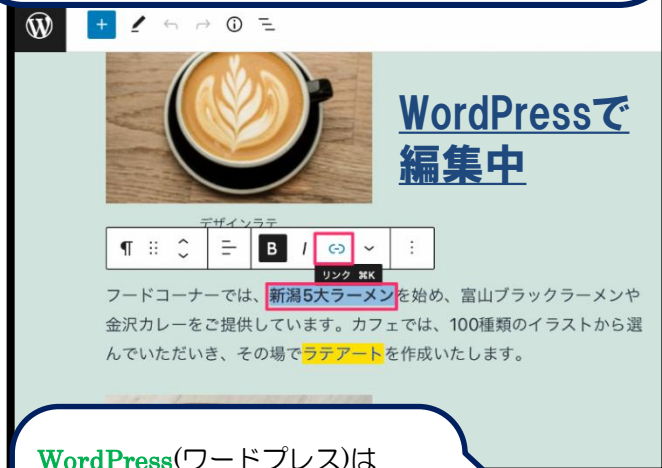 WordPressで
編集中
デザインラテ
B I
リンク ⌘K
フードコーナーでは、新潟5大ラーメンを始め、富山ブラックラーメンや
金沢カレーをご提供しています。カフェでは、100種類のイラストから選
んでいただいき、その場でラテアートを作成いたします。
WordPress(ワードプレス)は